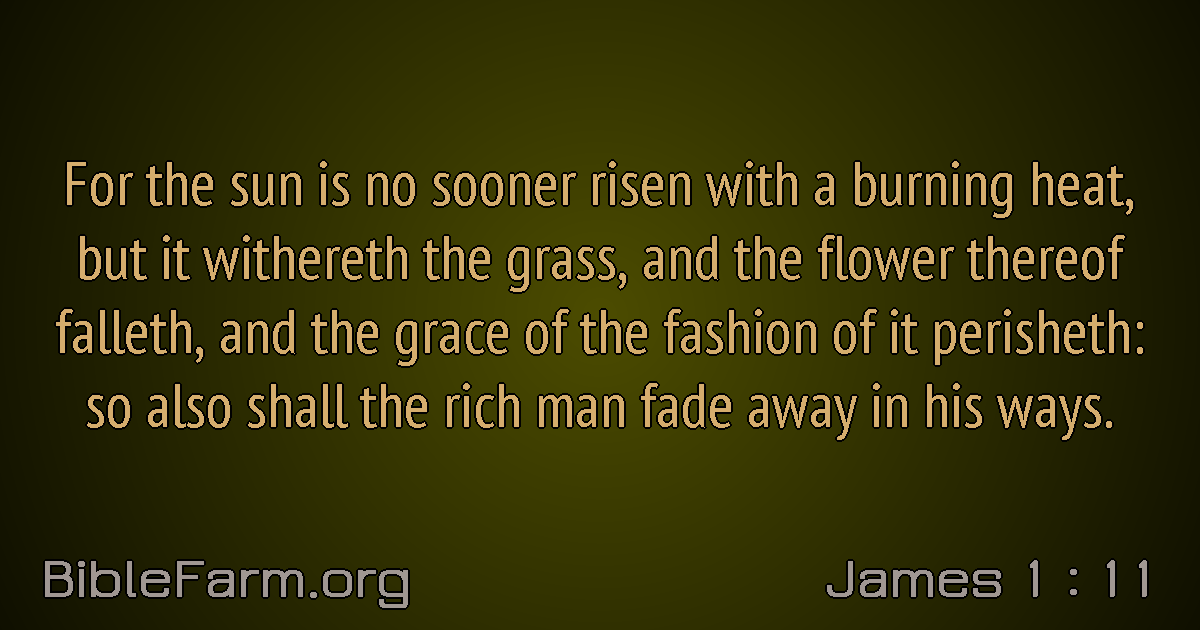 For the sun is no sooner risen with a burning heat,
but it withereth the grass, and the flower thereof
falleth, and the grace of the fashion of it perisheth:
so also shall the rich man fade away in his ways.
BibleFarm.org
James 1 : 11